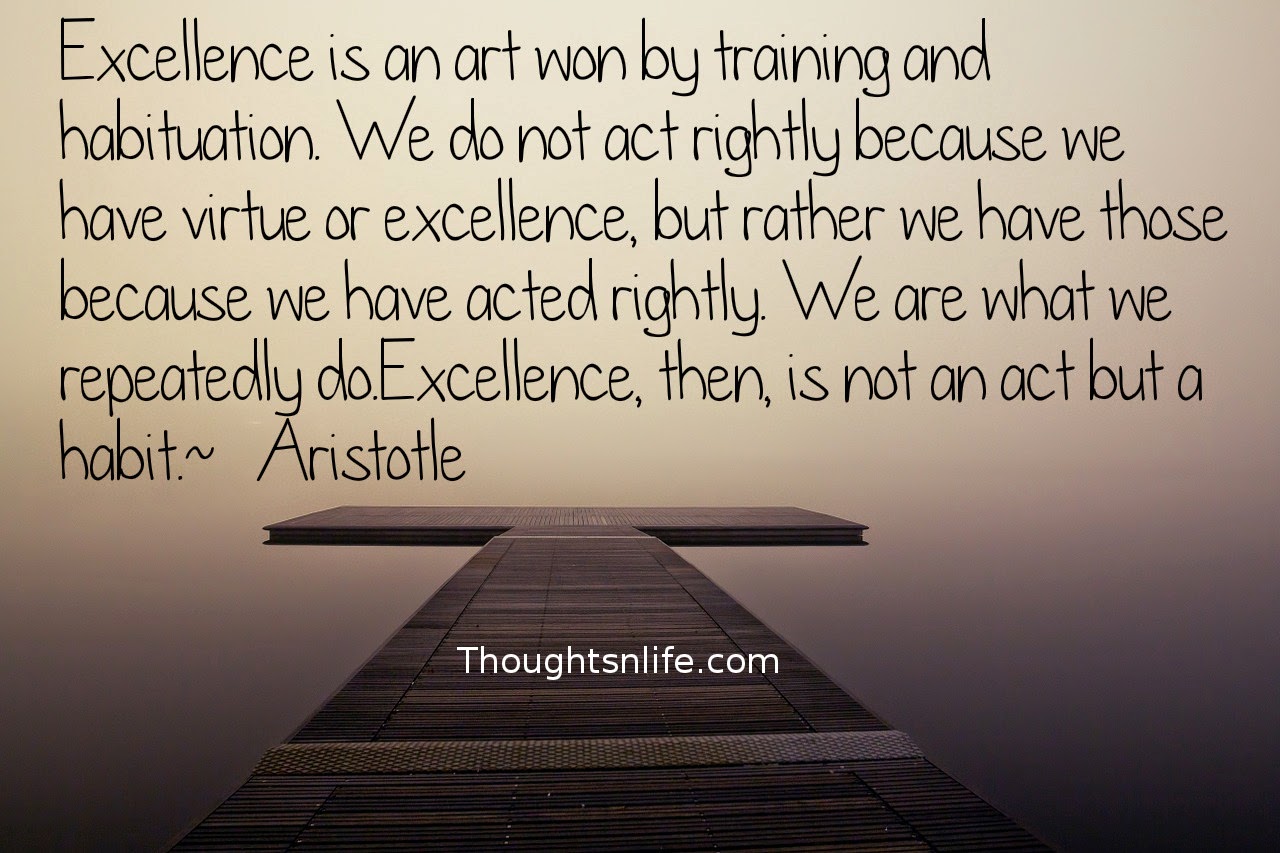 Excellence is an art won by training and
habituation. We do not act rightly because we
have virtue or excellence, but rather we have those
because we have acted rightly. We are what we
repeatedly do.Excellence, then, is not an act but a
habit.~ Aristotle
Thoughtsnlife.com